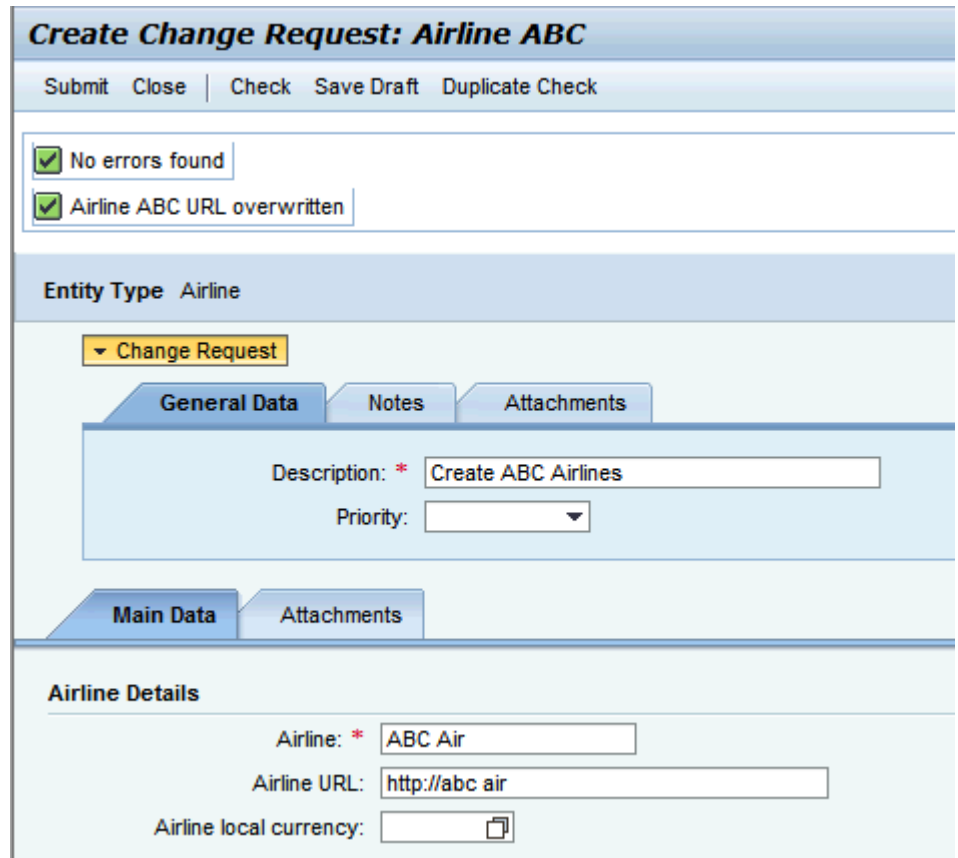 Create Change Request: Airline ABC
Submit Close Check Save Draft Duplicate Check
No errors found
Airline ABC URL overwritten
Entity Type Airline
Change Request
General Data Notes Attachments
Description: * Create ABC Airlines
Priority:
Main Data Attachments
Airline Details
Airline: * ABC Air
Airline URL: http://abc air
Airline local currency: